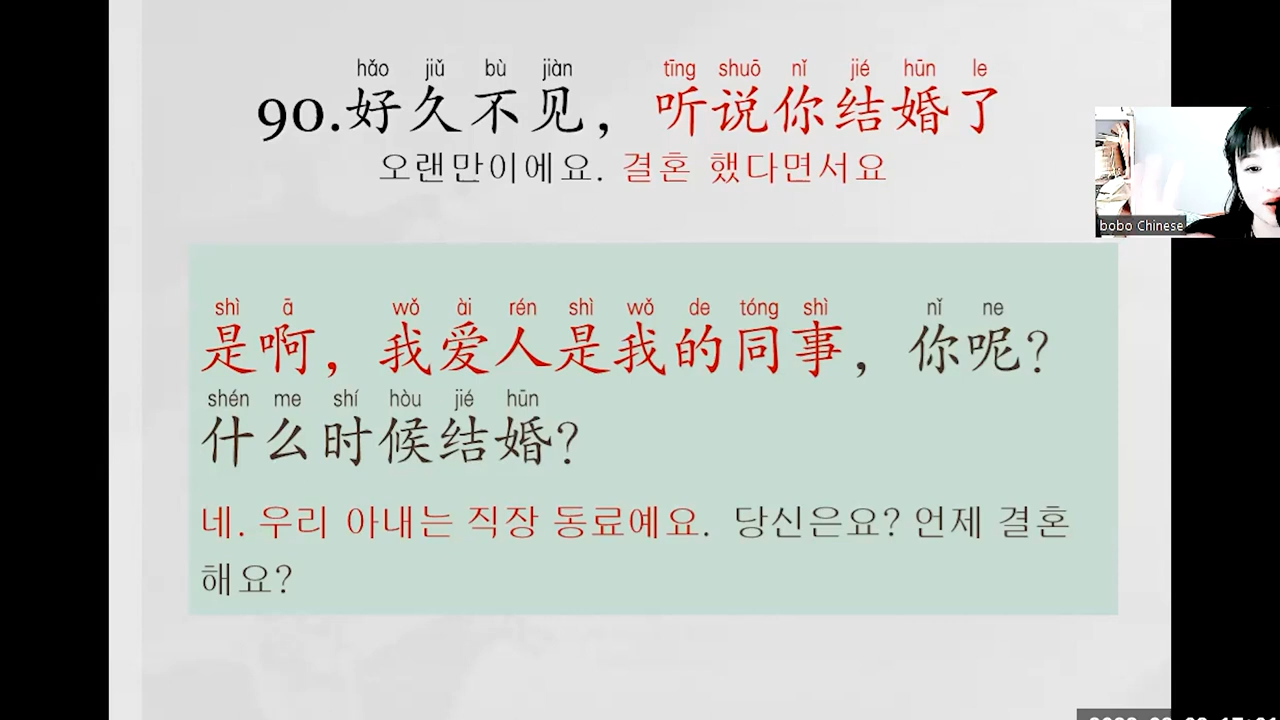 hǎo jiǔ bù jiàn tīng shuō nǐ jié hūn le
90.好久不见，听说你结婚了
오랜만이에요. 결혼 했다면서요
bobo Chinese
shì ā wǒ ài rén shì wǒ de tóng shì nǐ ne
是啊，我爱人是我的同事，你呢？
shén me shí hòu jié hūn
什么时候结婚？
네. 우리 아내는 직장 동료예요. 당신은요? 언제 결혼
해요?